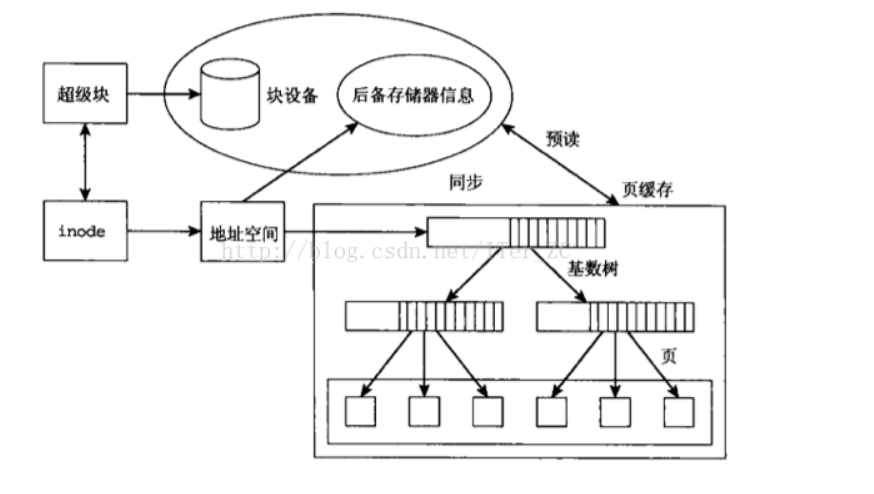 超级块
块设备
后备存储器信息
预读
同步
页缓存
inode
地址空间
http://blog.csdn.net/ITer_ZC
基数树
页